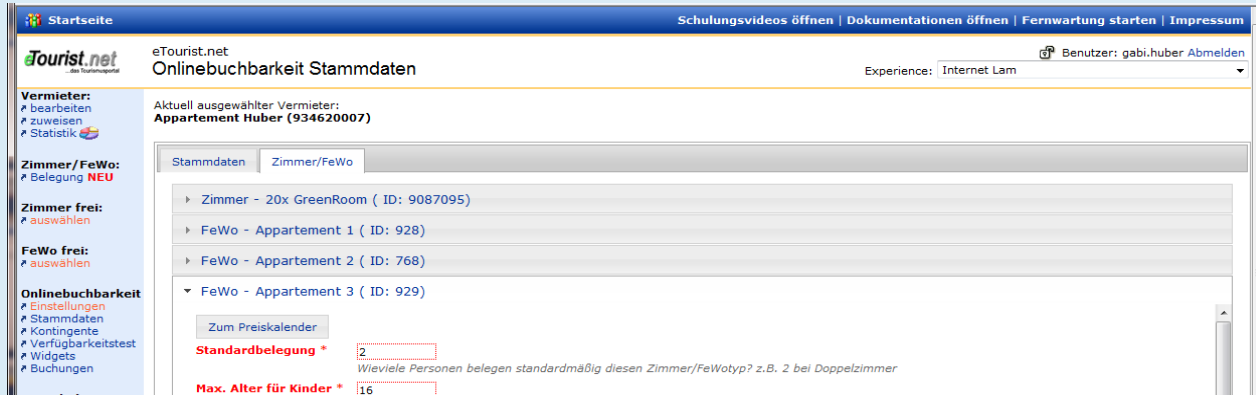 Startseite
Schulungsvideos öffnen | Dokumentationen öffnen | Fernwartung starten | Impressum
eTourist.net
...das Tourismusportal
eTourist.net
Onlinebuchbarkeit Stammdaten
Benutzer: gabi.huber Abmelden
Experience: Internet Lam
Vermieter:
bearbeiten
zuweisen
Statistik
Zimmer/FeWo:
Belegung NEU
Zimmer frei:
auswählen
FeWo frei:
auswählen
Onlinebuchbarkeit
Einstellungen
Stammdaten
Kontingente
Verfügbarkeitstest
Widgets
Buchungen
Aktuell ausgewählter Vermieter:
Appartement Huber (934620007)
Stammdaten
Zimmer/FeWo
Zimmer - 20x GreenRoom ( ID: 9087095)
FeWo - Appartement 1 ( ID: 928)
FeWo - Appartement 2 ( ID: 768)
FeWo - Appartement 3 ( ID: 929)
Zum Preiskalender
Standardbelegung * 2
Wieviele Personen belegen standardmäßig diesen Zimmer/FeWotyp? z.B. 2 bei Doppelzimmer
Max. Alter für Kinder * 16